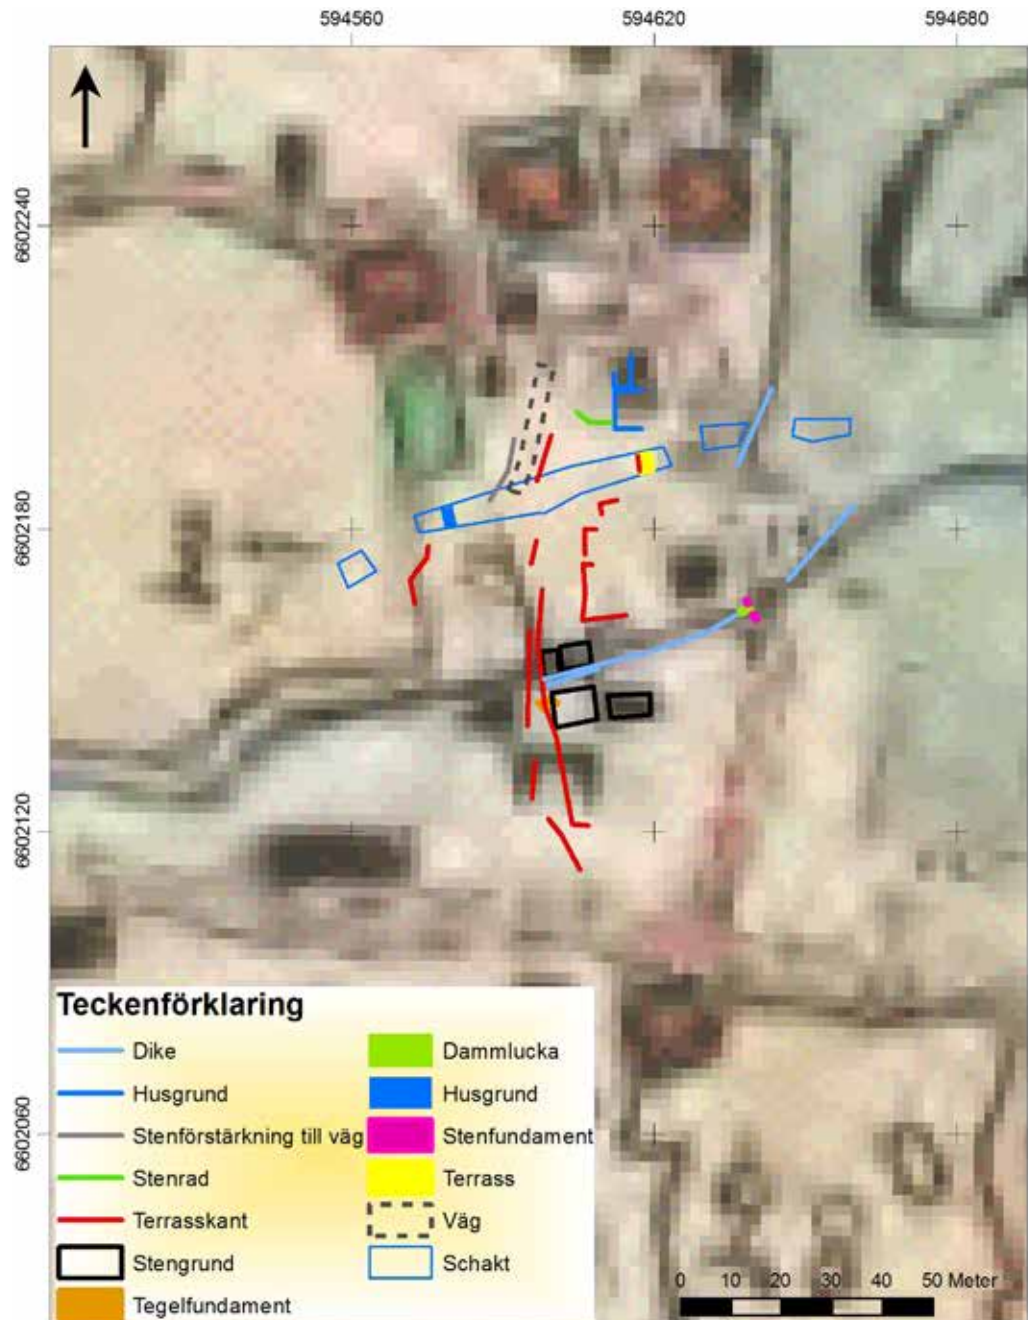 594560 594620 594680
6602240
6602180
6602120
6602060
Teckenförklaring
Dike
Husgrund
Stenförstärkning till väg
Stenrad
Terrasskant
Stengrund
Tegelfundament
Dammlucka
Husgrund
Stenfundament
Terrass
Väg
Schakt
0 10 20 30 40 50 Meter